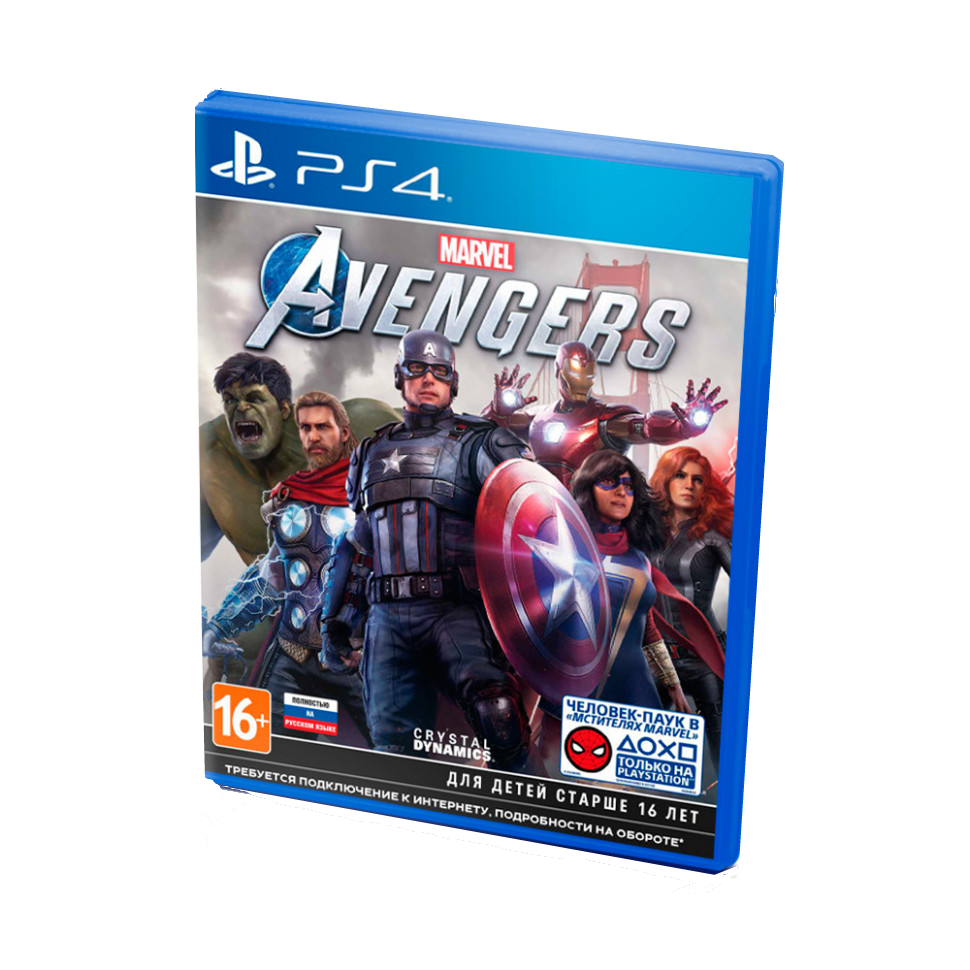 PS4
MARVEL
AVENGERS
A
16+
ПОЛНОСТЬЮ
НА
РУССКОМ ЯЗЫКЕ
CRYSTAL
DYNAMICS
ЧЕЛОВЕК-ПАУК В
«МСТИТЕЛЯХ MARVEL»
ТОЛЬКО НА
PLAYSTATION
ДЛЯ ДЕТЕЙ СТАРШЕ 16 ЛЕТ
ТРЕБУЕТСЯ ПОДКЛЮЧЕНИЕ К ИНТЕРНЕТУ, ПОДРОБНОСТИ НА ОБОРОТЕ*